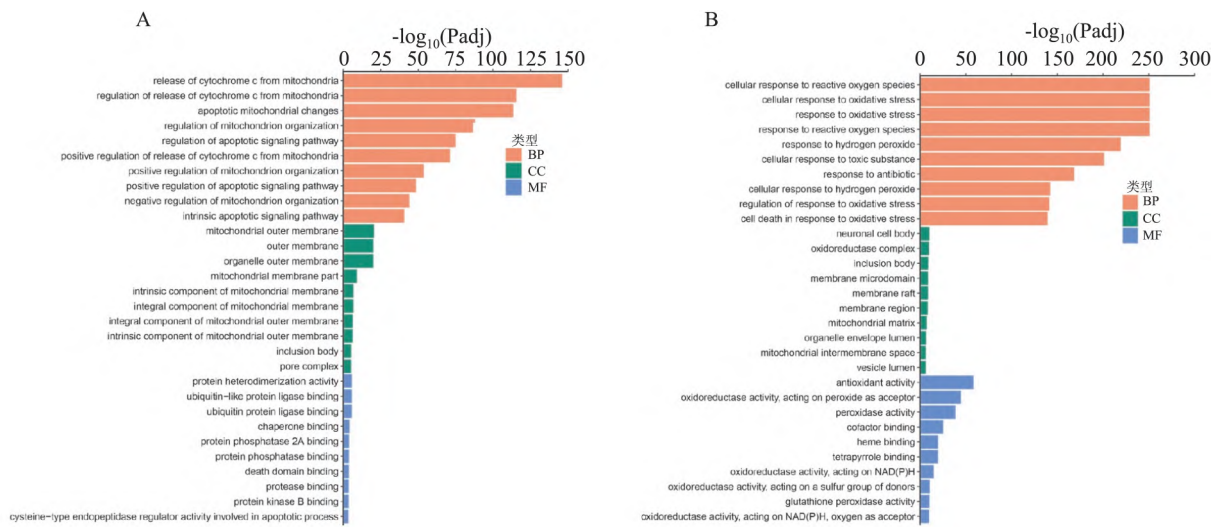 A
-log₁₀(Padj)
0 25 50 75 100 125 150
release of cytochrome c from mitochondria
regulation of release of cytochrome c from mitochondria
apoptotic mitochondrial changes
regulation of mitochondrion organization
regulation of apoptotic signaling pathway
positive regulation of release of cytochrome c from mitochondria
positive regulation of mitochondrion organization
positive regulation of apoptotic signaling pathway
negative regulation of mitochondrion organization
intrinsic apoptotic signaling pathway
mitochondrial outer membrane
outer membrane
organelle outer membrane
mitochondrial membrane part
intrinsic component of mitochondrial membrane
integral component of mitochondrial membrane
integral component of mitochondrial outer membrane
intrinsic component of mitochondrial outer membrane
inclusion body
pore complex
protein heterodimerization activity
ubiquitin-like protein ligase binding
ubiquitin protein ligase binding
chaperone binding
protein phosphatase 2A binding
protein phosphatase binding
death domain binding
protease binding
protein kinase B binding
cysteine-type endopeptidase regulator activity involved in apoptotic process
类型
BP
CC
MF
B
-log₁₀(Padj)
0 50 100 150 200 250 300
cellular response to reactive oxygen species
cellular response to oxidative stress
response to oxidative stress
response to reactive oxygen species
response to hydrogen peroxide
cellular response to toxic substance
response to antibiotic
cellular response to hydrogen peroxide
regulation of response to oxidative stress
cell death in response to oxidative stress
neuronal cell body
oxidoreductase complex
inclusion body
membrane microdomain
membrane raft
membrane region
mitochondrial matrix
organelle envelope lumen
mitochondrial intermembrane space
vesicle lumen
antioxidant activity
oxidoreductase activity, acting on peroxide as acceptor
peroxidase activity
cofactor binding
heme binding
tetrapyrrole binding
oxidoreductase activity, acting on NAD(P)H
oxidoreductase activity, acting on a sulfur group of donors
glutathione peroxidase activity
oxidoreductase activity, acting on NAD(P)H, oxygen as acceptor
类型
BP
CC
MF